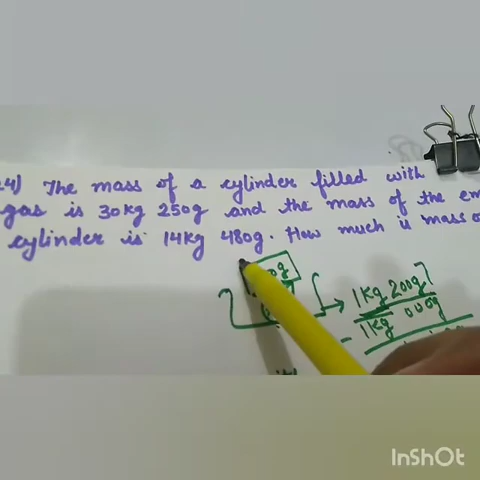 4) The mass of a cylinder filled with
gas is 30kg 250g and the mass of the em
cylinder is 14kg 480g. How much is mass o
1kg 200g
- 1kg 000g
InShOt